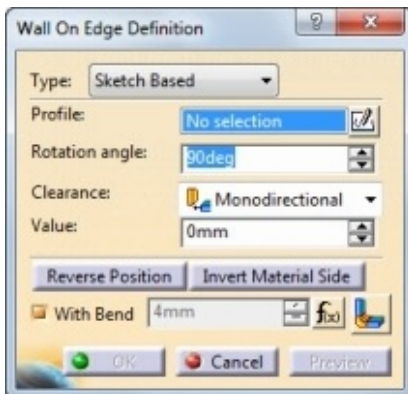 Wall On Edge Definition
Type: Sketch Based
Profile: No selection
Rotation angle: 90deg
Clearance: Monodirectional
Value: 0mm
Reverse Position Invert Material Side
With Bend 4mm f(x)
OK Cancel Preview